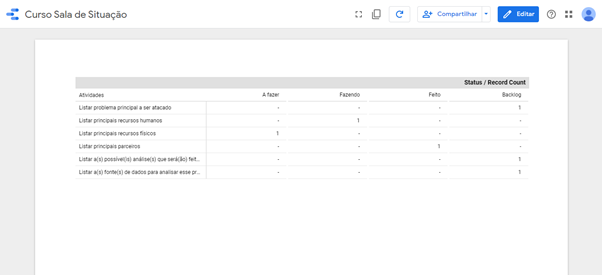 Curso Sala de Situação
Compartilhar
Editar
Status / Record Count
Atividades A fazer Fazendo Feito Backlog
Listar problema principal a ser atacado - - - 1
Listar principais recursos humanos - 1 - -
Listar principais recursos físicos 1 - - -
Listar principais parceiros - - 1 -
Listar a(s) possível(is) análise(s) que será(ão) feit... - - - 1
Listar a(s) fonte(s) de dados para analisar esse pr... - - - 1